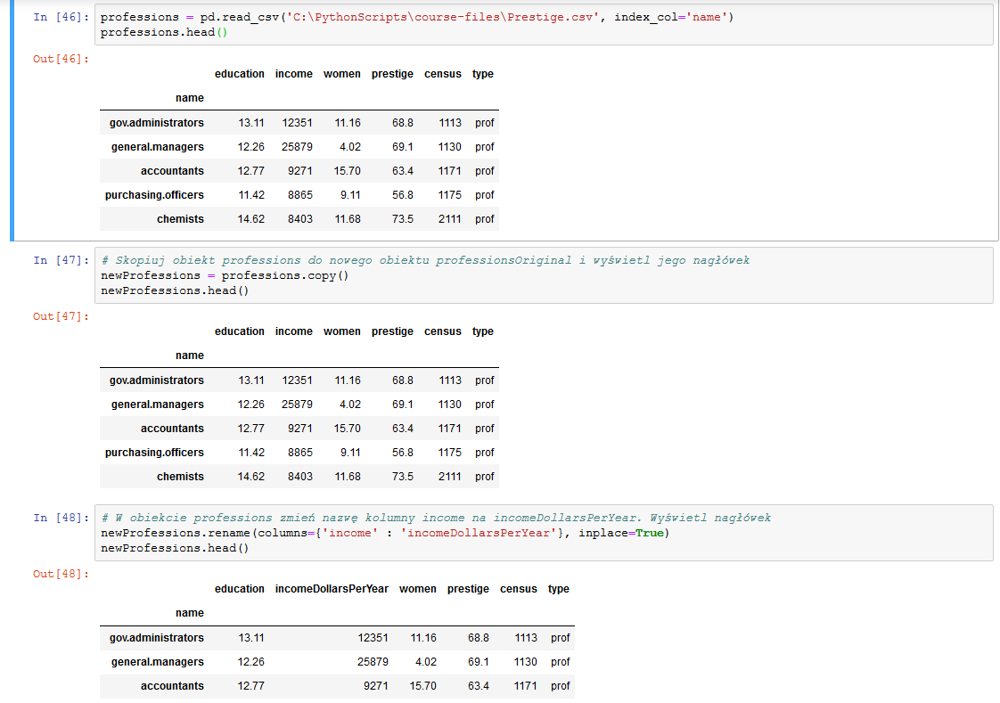 In [46]: professions = pd.read_csv('C:\PythonScripts\course-files\Prestige.csv', index_col='name')
professions.head()
Out[46]:
education income women prestige census type
name
gov.administrators 13.11 12351 11.16 68.8 1113 prof
general.managers 12.26 25879 4.02 69.1 1130 prof
accountants 12.77 9271 15.70 63.4 1171 prof
purchasing.officers 11.42 8865 9.11 56.8 1175 prof
chemists 14.62 8403 11.68 73.5 2111 prof
In [47]: # Skopiuj obiekt professions do nowego obiektu professionsOriginal i wyświetl jego nagłówek
newProfessions = professions.copy()
newProfessions.head()
Out[47]:
education income women prestige census type
name
gov.administrators 13.11 12351 11.16 68.8 1113 prof
general.managers 12.26 25879 4.02 69.1 1130 prof
accountants 12.77 9271 15.70 63.4 1171 prof
purchasing.officers 11.42 8865 9.11 56.8 1175 prof
chemists 14.62 8403 11.68 73.5 2111 prof
In [48]: # W obiekcie professions zmień nazwę kolumny income na incomeDollarsPerYear. Wyświetl nagłówek
newProfessions.rename(columns={'income' : 'incomeDollarsPerYear'}, inplace=True)
newProfessions.head()
Out[48]:
education incomeDollarsPerYear women prestige census type
name
gov.administrators 13.11 12351 11.16 68.8 1113 prof
general.managers 12.26 25879 4.02 69.1 1130 prof
accountants 12.77 9271 15.70 63.4 1171 prof